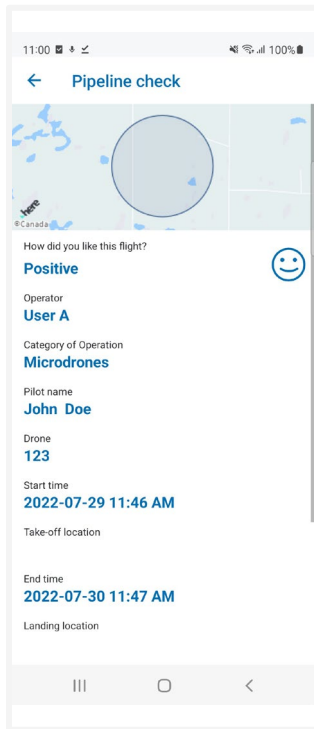 11:00 100%
Pipeline check
here
©Canada
How did you like this flight?
Positive
Operator
User A
Category of Operation
Microdrones
Pilot name
John Doe
Drone
123
Start time
2022-07-29 11:46 AM
Take-off location
End time
2022-07-30 11:47 AM
Landing location